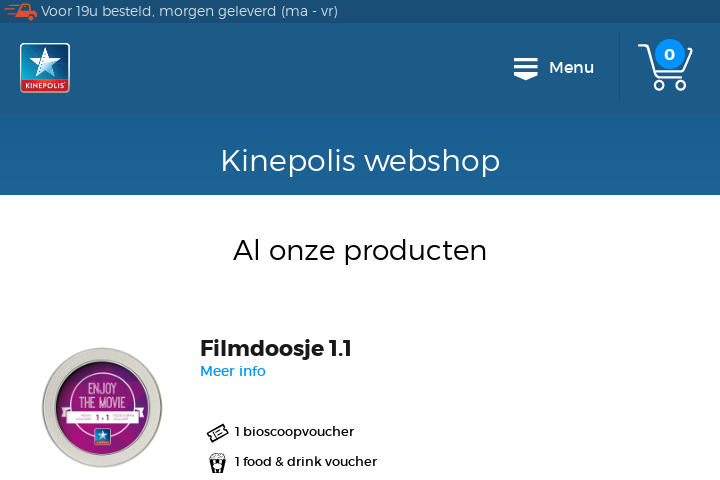 Voor 19u besteld, morgen geleverd (ma - vr)
KINEPOLIS
Menu
0
Kinepolis webshop
Al onze producten
Filmdoosje 1.1
Meer info
ENJOY
THE MOVIE
1 + 1
KINEPOLIS
1 bioscoopvoucher
1 food & drink voucher